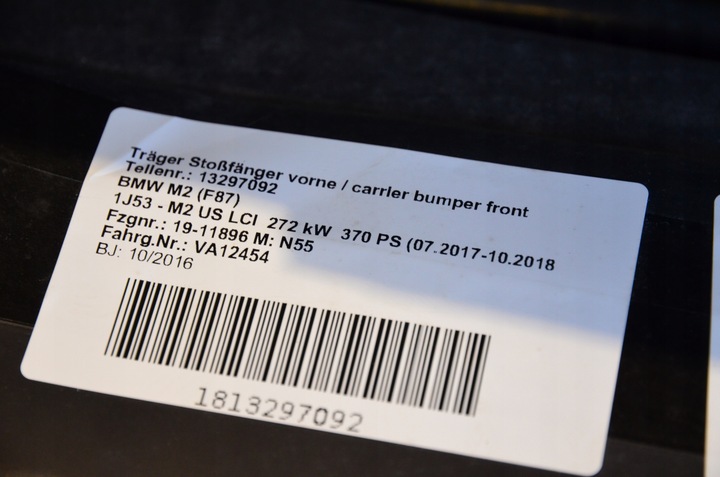 Träger Stoßfänger vorne / carrier bumper front
Teilenr.: 13297092
BMW M2 (F87)
1J53 - M2 US LCI 272 kW 370 PS (07.2017-10.2018
Fzgnr.: 19-11896 M: N55
Fahrg.Nr.: VA12454
BJ: 10/2016
1813297092